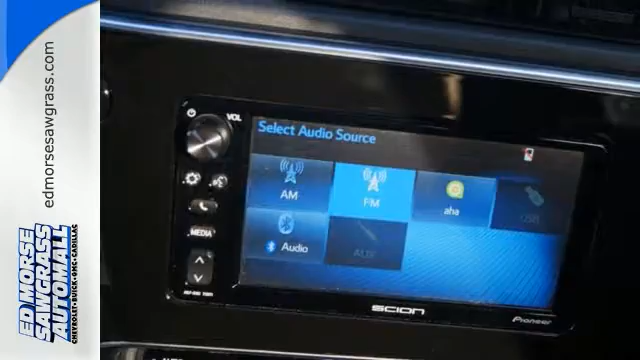 edmorsesawgrass.com
ED MORSE
SAWGRASS
AUTOMALL
CHEVROLET•BUICK•GMC•CADILLAC
VOL
Select Audio Source
AM
FM
aha
USB
Audio
AUX
MEDIA
SCION
Pioneer